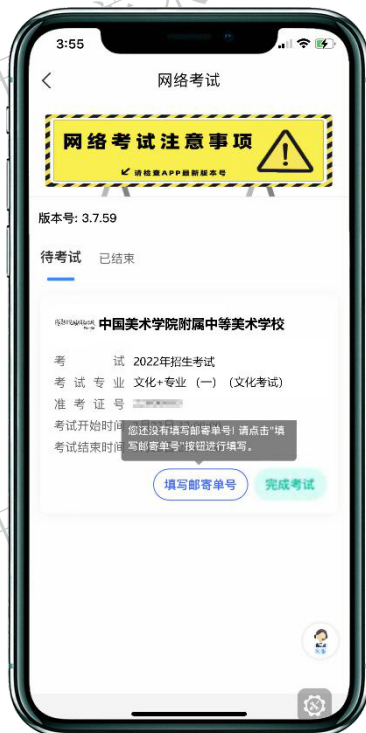 3:55
网络考试
网络考试注意事项
请检查APP最新版本号
版本号: 3.7.59
待考试 已结束
中国美术学院附属中等美术学校
考 试 2022年招生考试
考试专业 文化+专业（一）（文化考试）
准考证号
考试开始时间
您还没有填写邮寄单号! 请点击“填
写邮寄单号”按钮进行填写。
考试结束时间
填写邮寄单号 完成考试